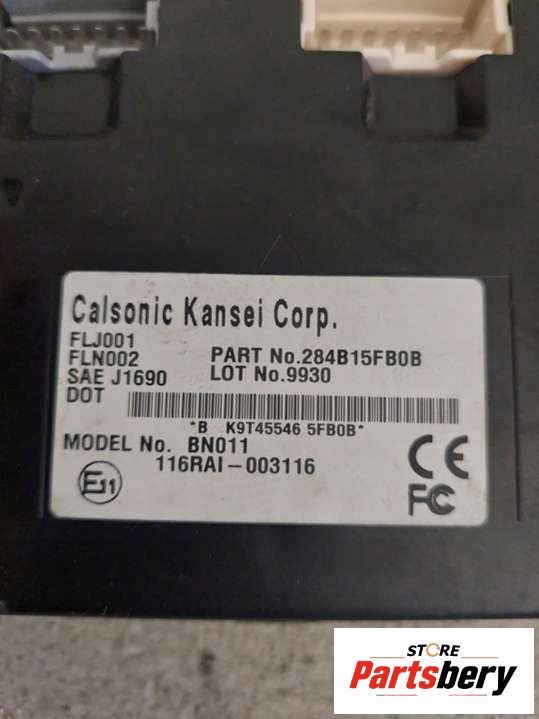 Calsonic Kansei Corp.
FLJ001
FLN002 PART No.284B15FB0B
SAE J1690 LOT No.9930
DOT
*B K9T45546 5FB0B*
MODEL No. BN011
116RAI-003116
E11
CE
FC
STORE
Partsbery